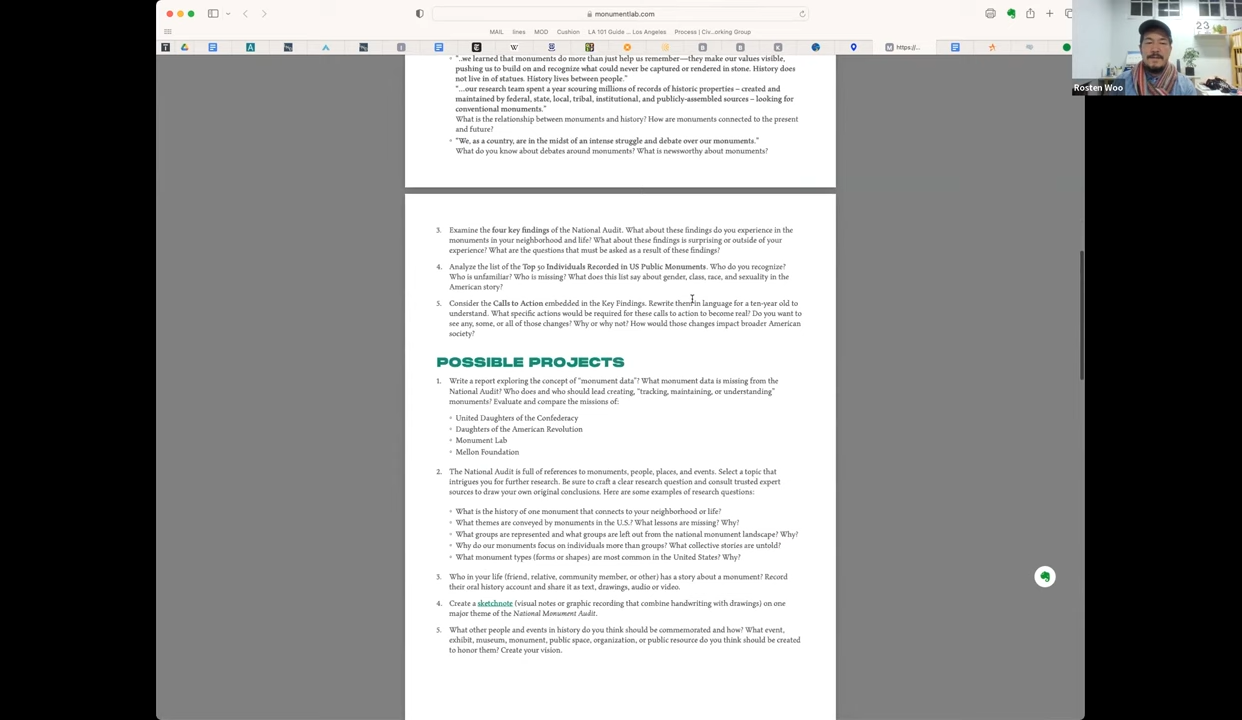 monumentlab.com
MAIL lines MOD Cushion LA 101 Guide ... Los Angeles Process | Civ...orking Group
https://...
23
Rosten Woo
• "..we learned that monuments do more than just help us remember—they make our values visible,
pushing us to build on and recognize what could never be captured or rendered in stone. History does
not live in of statues. History lives between people."
"...our research team spent a year scouring millions of records of historic properties – created and
maintained by federal, state, local, tribal, institutional, and publicly-assembled sources – looking for
conventional monuments."
What is the relationship between monuments and history? How are monuments connected to the present
and future?
• "We, as a country, are in the midst of an intense struggle and debate over our monuments."
What do you know about debates around monuments? What is newsworthy about monuments?
3. Examine the four key findings of the National Audit. What about these findings do you experience in the
monuments in your neighborhood and life? What about these findings is surprising or outside of your
experience? What are the questions that must be asked as a result of these findings?
4. Analyze the list of the Top 50 Individuals Recorded in US Public Monuments. Who do you recognize?
Who is unfamiliar? Who is missing? What does this list say about gender, class, race, and sexuality in the
American story?
5. Consider the Calls to Action embedded in the Key Findings. Rewrite them in language for a ten-year old to
understand. What specific actions would be required for these calls to action to become real? Do you want to
see any, some, or all of those changes? Why or why not? How would those changes impact broader American
society?
POSSIBLE PROJECTS
1. Write a report exploring the concept of "monument data"? What monument data is missing from the
National Audit? Who does and who should lead creating, "tracking, maintaining, or understanding"
monuments? Evaluate and compare the missions of:
• United Daughters of the Confederacy
• Daughters of the American Revolution
• Monument Lab
• Mellon Foundation
2. The National Audit is full of references to monuments, people, places, and events. Select a topic that
intrigues you for further research. Be sure to craft a clear research question and consult trusted expert
sources to draw your own original conclusions. Here are some examples of research questions:
• What is the history of one monument that connects to your neighborhood or life?
• What themes are conveyed by monuments in the U.S.? What lessons are missing? Why?
• What groups are represented and what groups are left out from the national monument landscape? Why?
• Why do our monuments focus on individuals more than groups? What collective stories are untold?
• What monument types (forms or shapes) are most common in the United States? Why?
3. Who in your life (friend, relative, community member, or other) has a story about a monument? Record
their oral history account and share it as text, drawings, audio or video.
4. Create a sketchnote (visual notes or graphic recording that combine handwriting with drawings) on one
major theme of the National Monument Audit.
5. What other people and events in history do you think should be commemorated and how? What event,
exhibit, museum, monument, public space, organization, or public resource do you think should be created
to honor them? Create your vision.